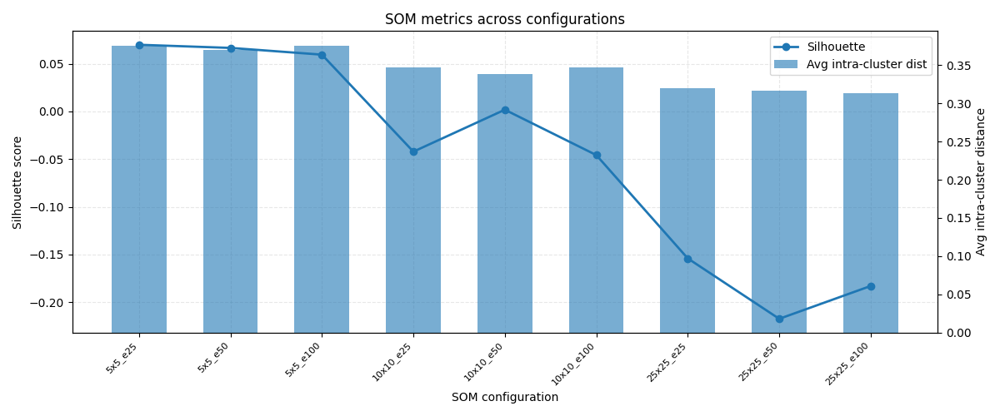 SOM metrics across configurations
Silhouette
Avg intra-cluster dist
Silhouette score
0.05
0.00
−0.05
−0.10
−0.15
−0.20
0.35
0.30
0.25
0.20
0.15
0.10
0.05
0.00
Avg intra-cluster distance
5x5_e25
5x5_e50
5x5_e100
10x10_e25
10x10_e50
10x10_e100
25x25_e25
25x25_e50
25x25_e100
SOM configuration